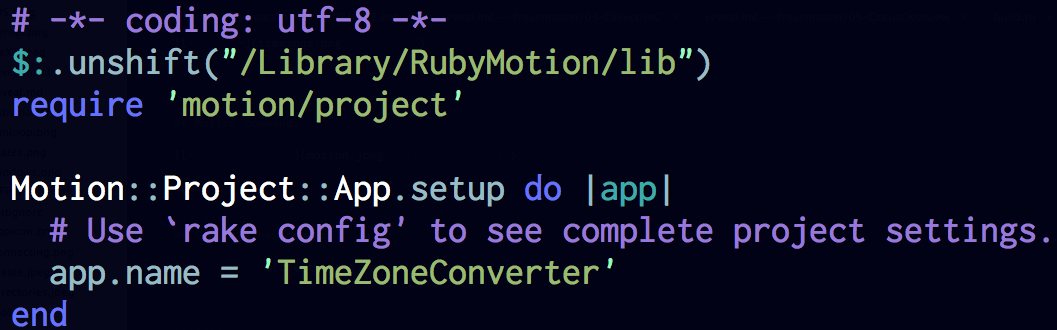 # -*- coding: utf-8 -*-
$:.unshift("/Library/RubyMotion/lib")
require 'motion/project'
Motion::Project::App.setup do |app|
# Use `rake config' to see complete project settings.
app.name = 'TimeZoneConverter'
end